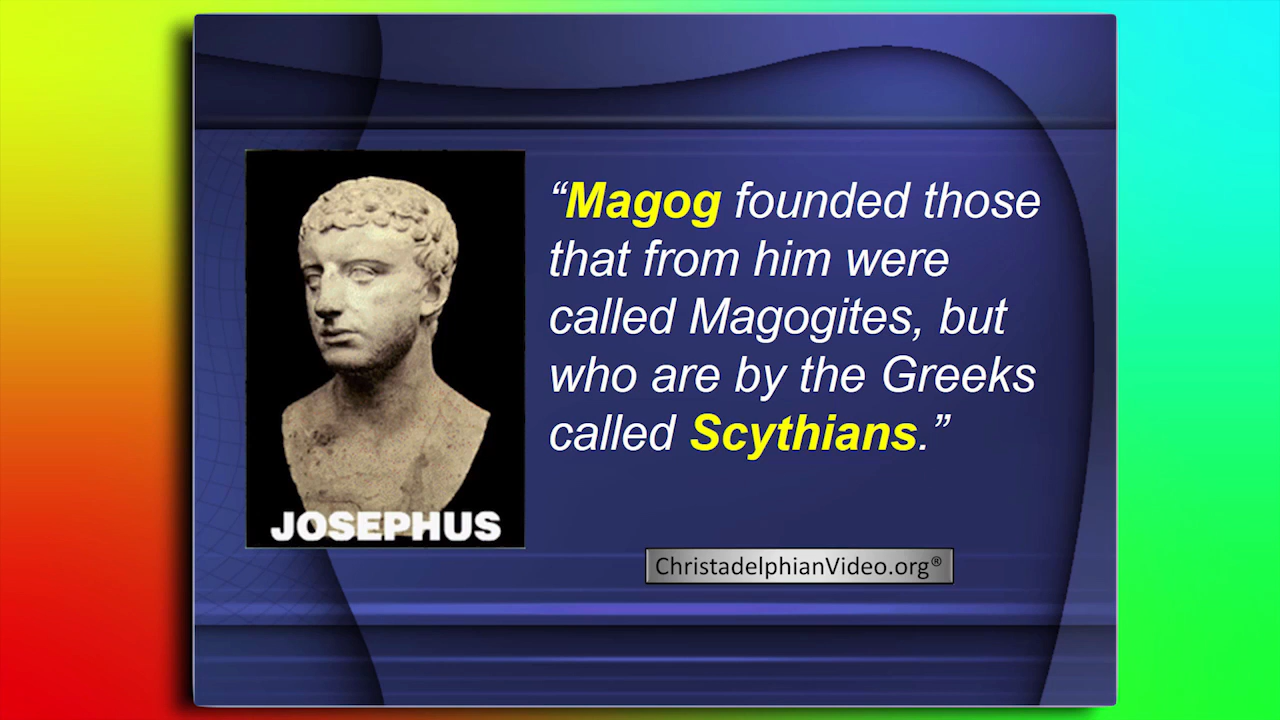 “Magog founded those
that from him were
called Magogites, but
who are by the Greeks
called Scythians.”
JOSEPHUS
ChristadelphianVideo.org®